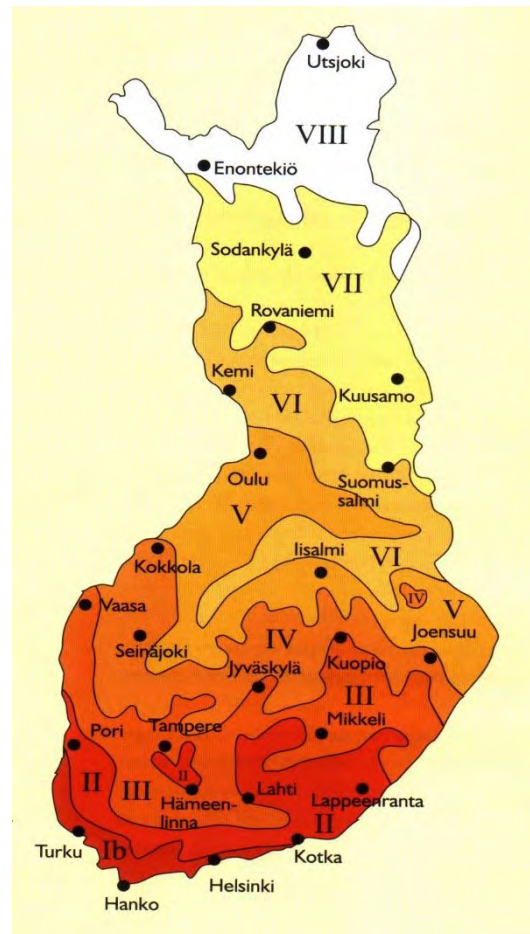 Utsjoki
VIII
Enontekiö
Sodankylä
VII
Rovaniemi
Kemi
Kuusamo
VI
Oulu
Suomus-
salmi
V
Iisalmi
VI
Kokkola
IV
V
Vaasa
IV
Joensuu
Seinäjoki
Kuopio
Jyväskylä
III
Pori
Tampere
Mikkeli
II
II
III
Hämeen-
linna
Lahti
Lappeenranta
II
Turku
Ib
Kotka
Helsinki
Hanko